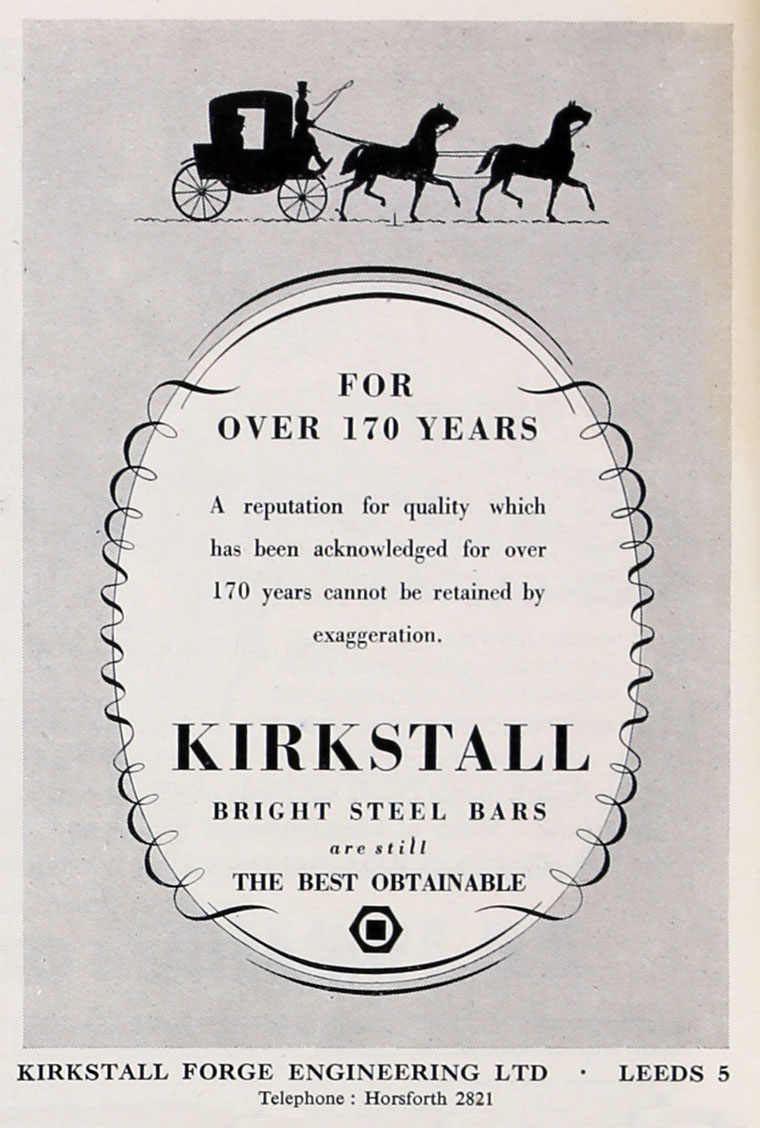 FOR
OVER 170 YEARS
A reputation for quality which
has been acknowledged for over
170 years cannot be retained by
exaggeration.
KIRKSTALL
BRIGHT STEEL BARS
are still
THE BEST OBTAINABLE
KIRKSTALL FORGE ENGINEERING LTD · LEEDS 5
Telephone : Horsforth 2821